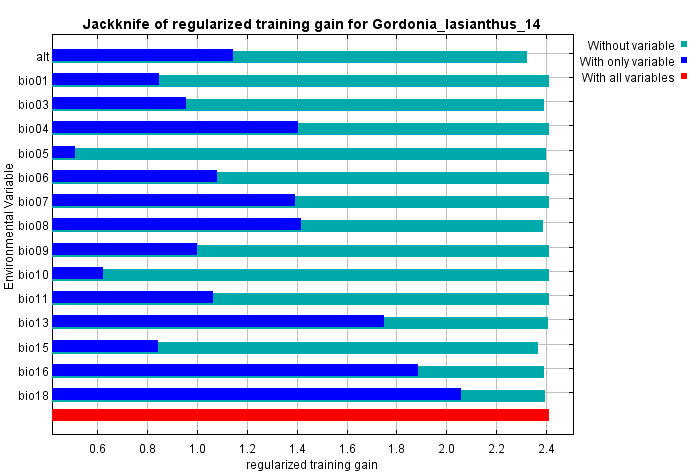 Jackknife of regularized training gain for Gordonia_lasianthus_14
Without variable
With only variable
With all variables
Environmental Variable
alt
bio01
bio03
bio04
bio05
bio06
bio07
bio08
bio09
bio10
bio11
bio13
bio15
bio16
bio18
0.6 0.8 1.0 1.2 1.4 1.6 1.8 2.0 2.2 2.4
regularized training gain